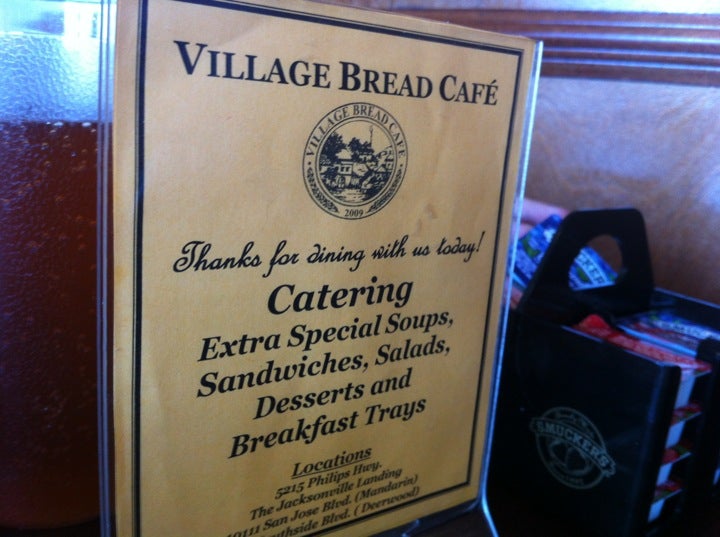 VILLAGE BREAD CAFÉ
VILLAGE BREAD CAFE
2009
Thanks for dining with us today!
Catering
Extra Special Soups,
Sandwiches, Salads,
Desserts and
Breakfast Trays
Locations
5215 Philips Hwy.
The Jacksonville Landing
10111 San Jose Blvd. (Mandarin)
Blvd. ( Deerwood)
SMUCKER'S